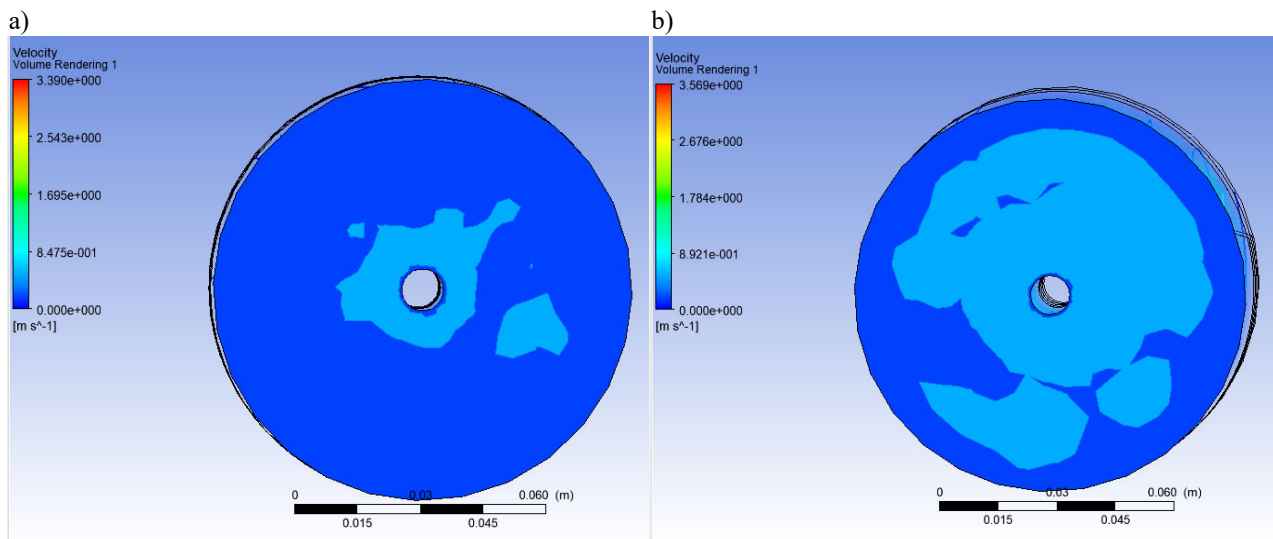 a)
Velocity
Volume Rendering 1
3.390e+000
2.543e+000
1.695e+000
8.475e-001
0.000e+000
[m s^-1]
0 0.03 0.060 (m)
0.015 0.045
b)
Velocity
Volume Rendering 1
3.569e+000
2.676e+000
1.784e+000
8.921e-001
0.000e+000
[m s^-1]
0 0.03 0.060 (m)
0.015 0.045